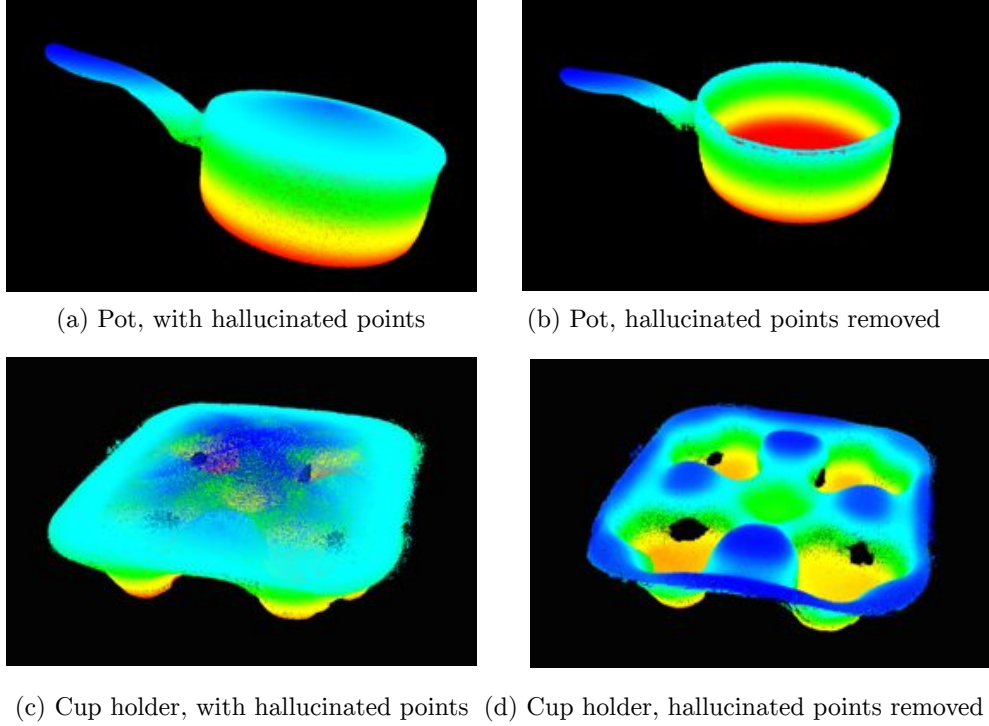 (a) Pot, with hallucinated points
(b) Pot, hallucinated points removed
(c) Cup holder, with hallucinated points
(d) Cup holder, hallucinated points removed